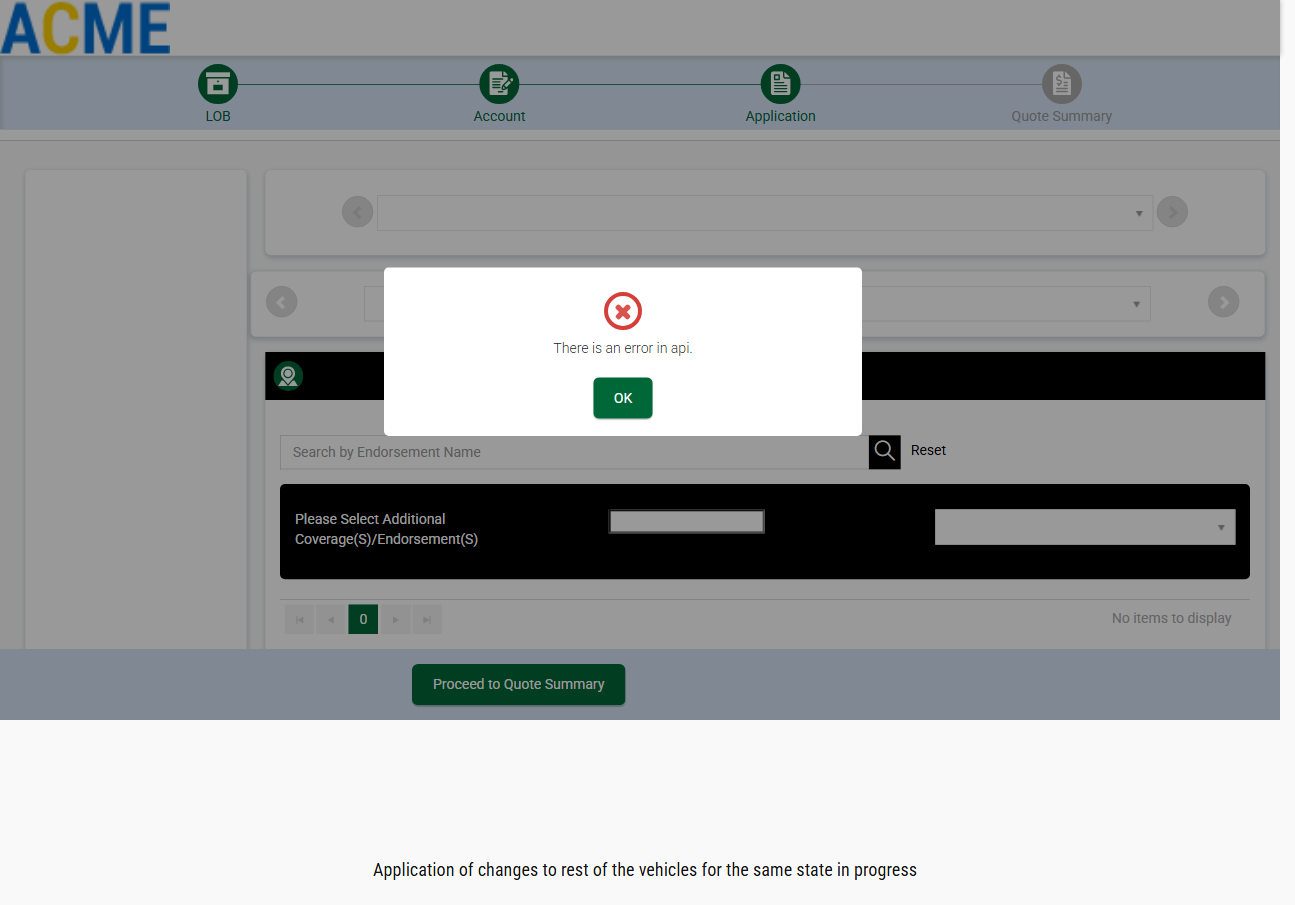 ACME
LOB
Account
Application
Quote Summary
There is an error in api.
OK
Search by Endorsement Name
Reset
Please Select Additional
Coverage(S)/Endorsement(S)
0
No items to display
Proceed to Quote Summary
Application of changes to rest of the vehicles for the same state in progress